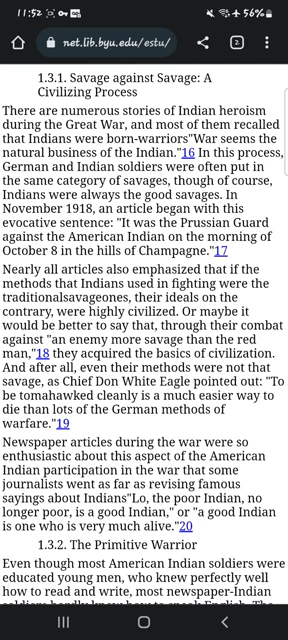 11:52 56%
net.lib.byu.edu/estu/
2
1.3.1. Savage against Savage: A
Civilizing Process
There are numerous stories of Indian heroism
during the Great War, and most of them recalled
that Indians were born-warriors"War seems the
natural business of the Indian."16 In this process,
German and Indian soldiers were often put in
the same category of savages, though of course,
Indians were always the good savages. In
November 1918, an article began with this
evocative sentence: "It was the Prussian Guard
against the American Indian on the morning of
October 8 in the hills of Champagne."17
Nearly all articles also emphasized that if the
methods that Indians used in fighting were the
traditionalsavageones, their ideals on the
contrary, were highly civilized. Or maybe it
would be better to say that, through their combat
against "an enemy more savage than the red
man,"18 they acquired the basics of civilization.
And after all, even their methods were not that
savage, as Chief Don White Eagle pointed out: "To
be tomahawked cleanly is a much easier way to
die than lots of the German methods of
warfare."19
Newspaper articles during the war were so
enthusiastic about this aspect of the American
Indian participation in the war that some
journalists went as far as revising famous
sayings about Indians"Lo, the poor Indian, no
longer poor, is a good Indian," or "a good Indian
is one who is very much alive."20
1.3.2. The Primitive Warrior
Even though most American Indian soldiers were
educated young men, who knew perfectly well
how to read and write, most newspaper-Indian
soldiers hardly knew how to speak English. The